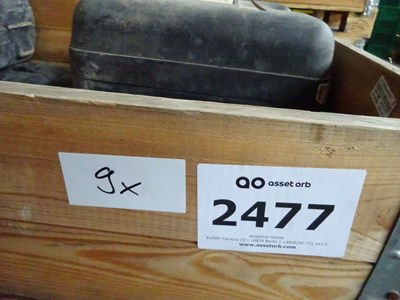 9x
asset orb
2477
www.assetorb.com